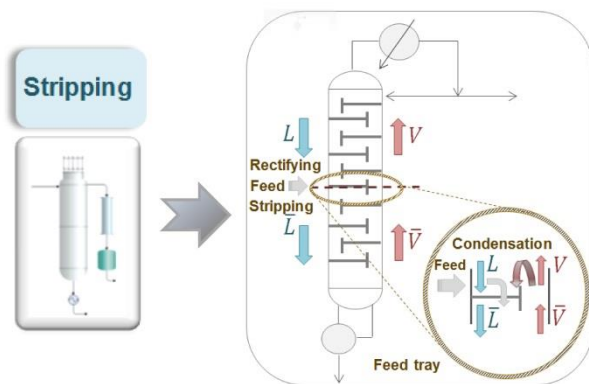 Stripping
L
V
Rectifying
Feed
Stripping
L̄
V̄
Condensation
Feed
L
V
L̄
V̄
Feed tray